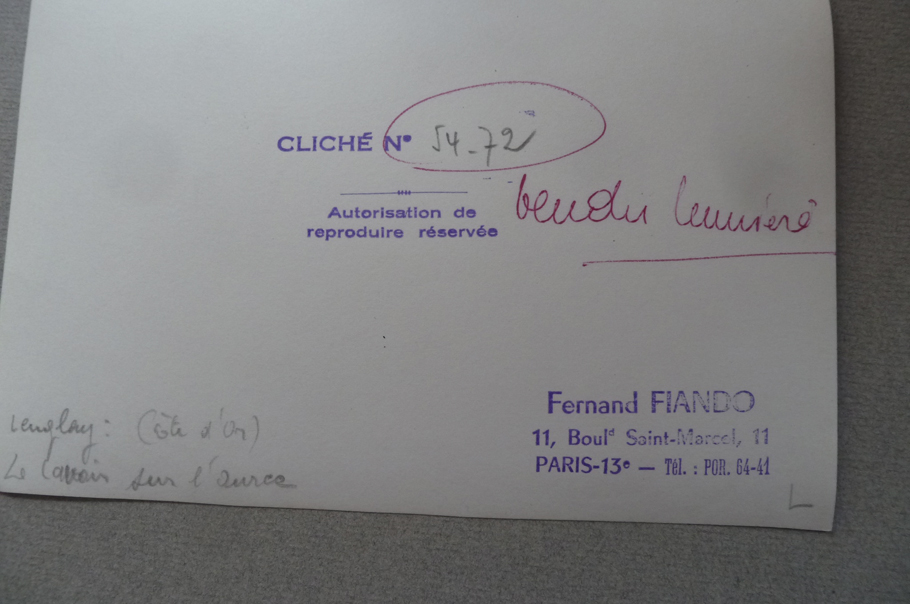 CLICHÉ N° 54-72
Autorisation de
reproduire réservée
Vendu lumière
Fernand FIANDO
11, Boulᵈ Saint-Marcel, 11
PARIS-13ᵉ — Tél. : POR. 64-41
Leuglay : (Côte d'Or)
Le lavoir sur l'Ource
L